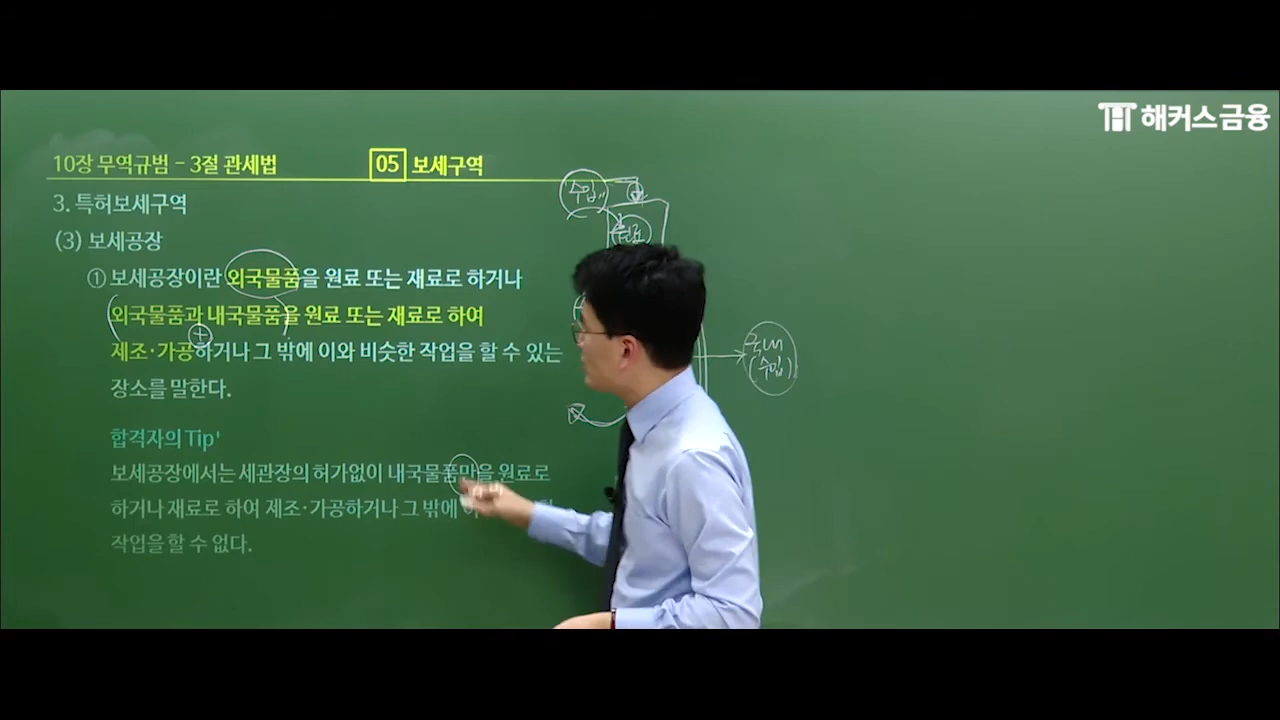 해커스금융
10장 무역규범 - 3절 관세법
05 보세구역
3. 특허보세구역
(3) 보세공장
① 보세공장이란 외국물품을 원료 또는 재료로 하거나
외국물품과 내국물품을 원료 또는 재료로 하여
제조·가공하거나 그 밖에 이와 비슷한 작업을 할 수 있는
장소를 말한다.
합격자의 Tip'
보세공장에서는 세관장의 허가없이 내국물품만을 원료로
하거나 재료로 하여 제조·가공하거나 그 밖에
작업을 할 수 없다.
수입
원료
국내
(수입)